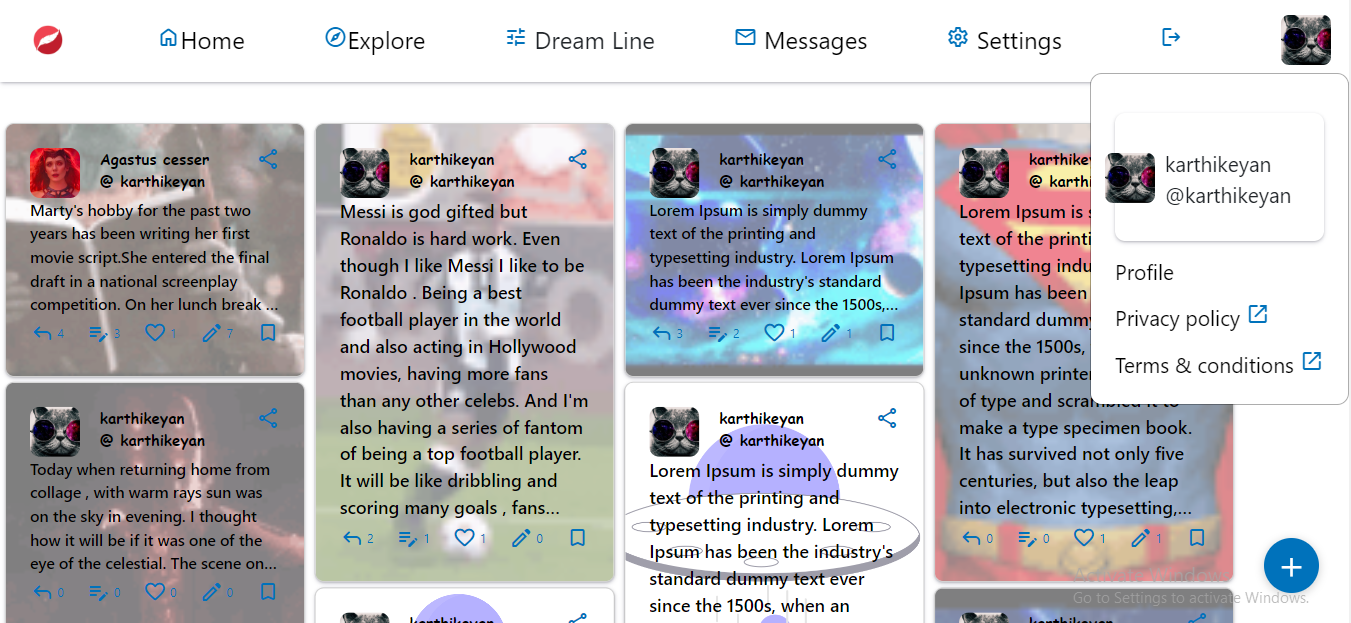 Home
Explore
Dream Line
Messages
Settings
karthikeyan
@karthikeyan
Profile
Privacy policy
Terms & conditions
Agastus cesser
@ karthikeyan
Marty's hobby for the past two
years has been writing her first
movie script.She entered the final
draft in a national screenplay
competition. On her lunch break ...
4 3 1 7
karthikeyan
@ karthikeyan
Today when returning home from
collage , with warm rays sun was
on the sky in evening. I thought
how it will be if it was one of the
eye of the celestial. The scene on...
0 0 0 0
karthikeyan
@ karthikeyan
Messi is god gifted but
Ronaldo is hard work. Even
though I like Messi I like to be
Ronaldo . Being a best
football player in the world
and also acting in Hollywood
movies, having more fans
than any other celebs. And I'm
also having a series of fantom
of being a top football player.
It will be like dribbling and
scoring many goals , fans...
2 1 1 0
karthikeyan
karthikeyan
@ karthikeyan
Lorem Ipsum is simply dummy
text of the printing and
typesetting industry. Lorem Ipsum
has been the industry's standard
dummy text ever since the 1500s,...
3 2 1 1
karthikeyan
@ karthikeyan
Lorem Ipsum is simply dummy
text of the printing and
typesetting industry. Lorem
Ipsum has been the industry's
standard dummy text ever
since the 1500s, when an
karthike
@ karthi
Lorem Ipsum is s
text of the printi
typesetting indu
Ipsum has been
standard dummy
since the 1500s,
unknown printer
of type and scrambled it to
make a type specimen book.
It has survived not only five
centuries, but also the leap
into electronic typesetting,...
0 0 1 1
karthikeyan
Activate Windows
Go to Settings to activate Windows.